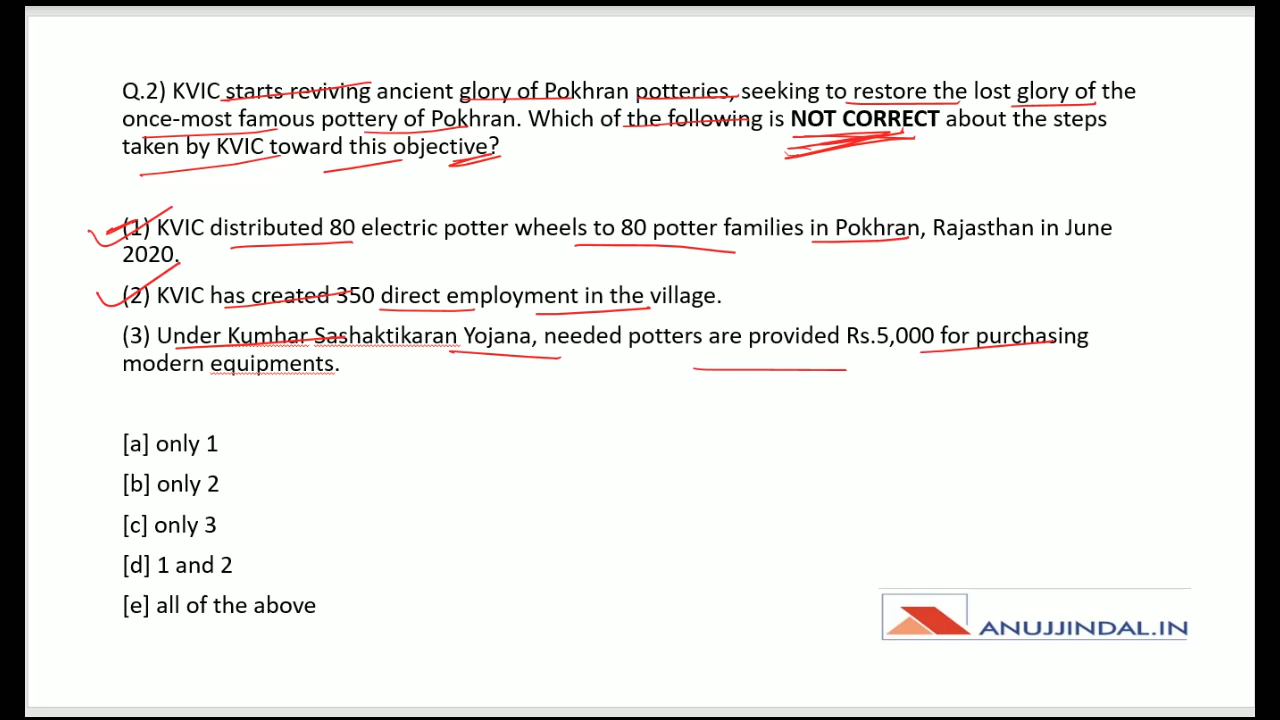 Q.2) KVIC starts reviving ancient glory of Pokhran potteries, seeking to restore the lost glory of the
once-most famous pottery of Pokhran. Which of the following is NOT CORRECT about the steps
taken by KVIC toward this objective?
(1) KVIC distributed 80 electric potter wheels to 80 potter families in Pokhran, Rajasthan in June
2020.
(2) KVIC has created 350 direct employment in the village.
(3) Under Kumhar Sashaktikaran Yojana, needed potters are provided Rs.5,000 for purchasing
modern equipments.
[a] only 1
[b] only 2
[c] only 3
[d] 1 and 2
[e] all of the above
ANUJJINDAL.IN